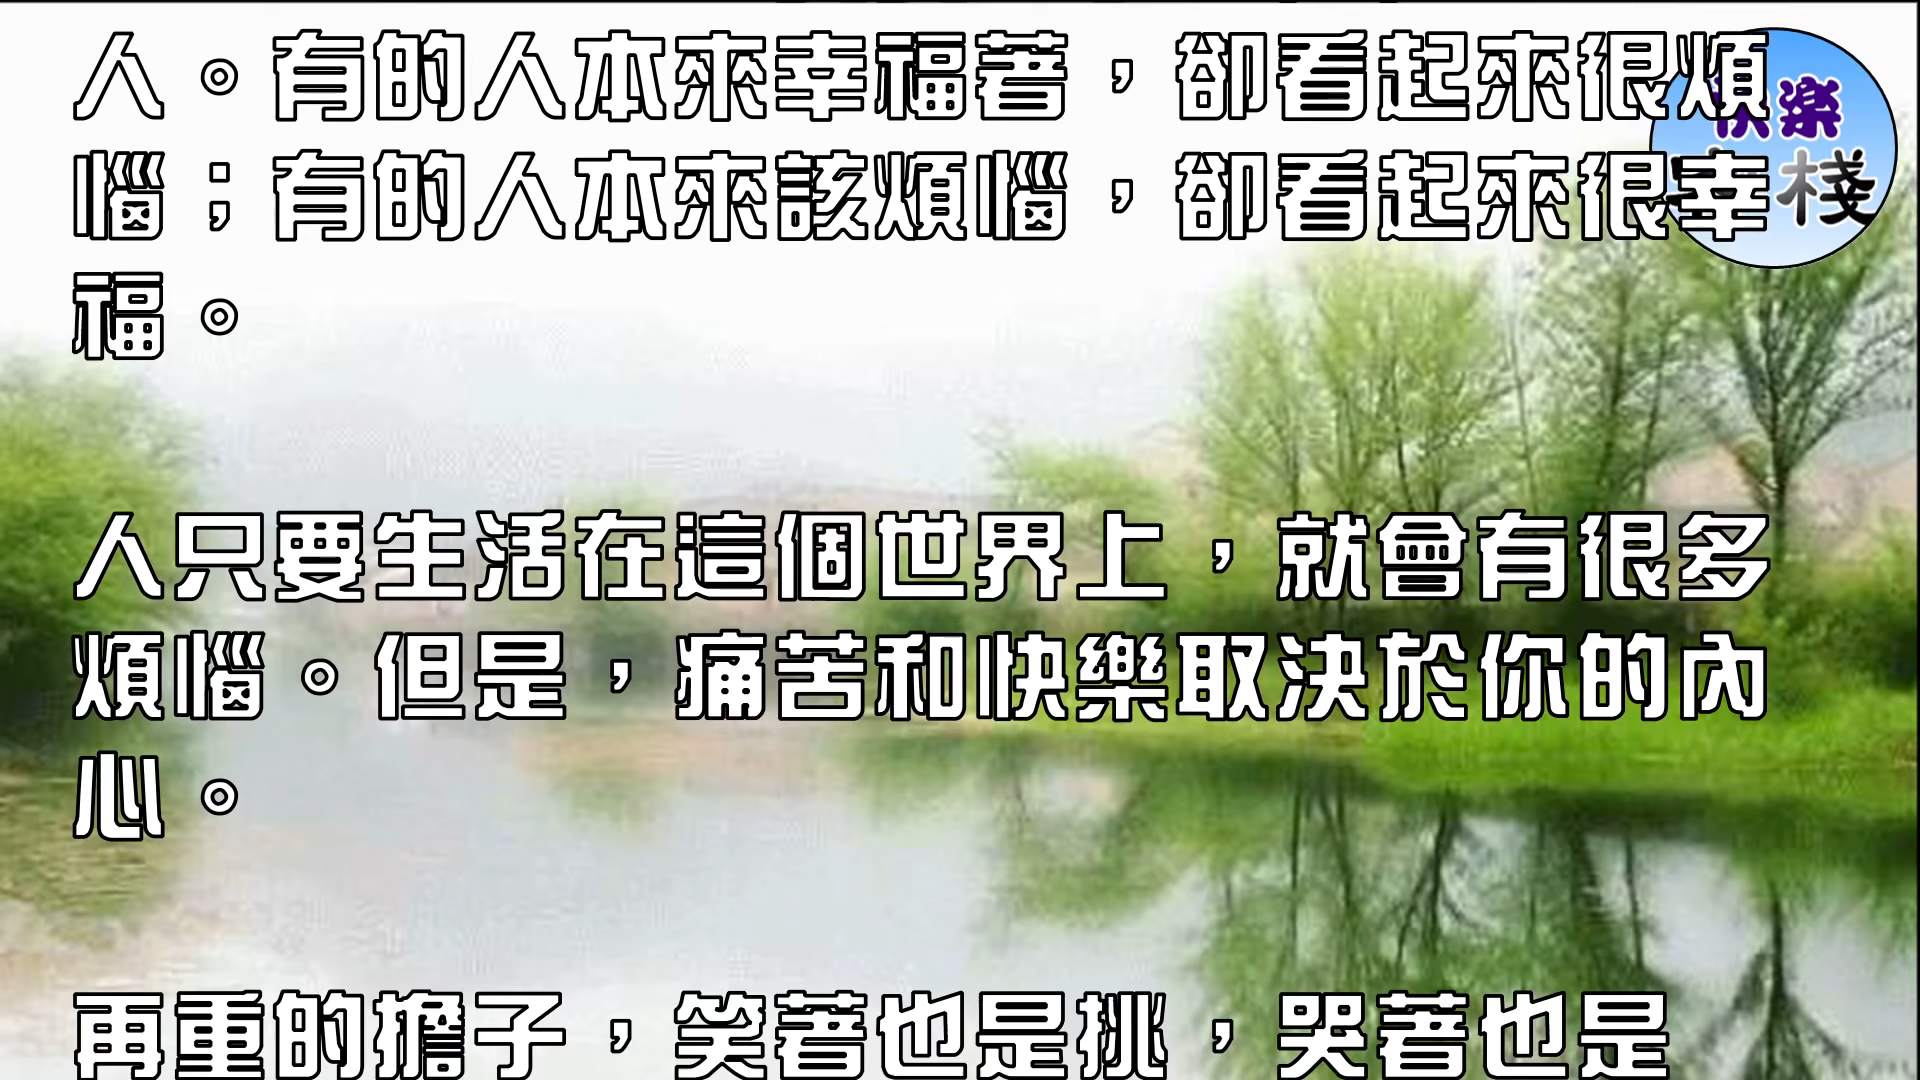 人。有的人本來幸福著，卻看起來很煩
惱；有的人本來該煩惱，卻看起來很幸
福。
人只要生活在這個世界上，就會有很多
煩惱。但是，痛苦和快樂取決於你的內
心。
再重的擔子，笑著也是挑，哭著也是
樂
棧